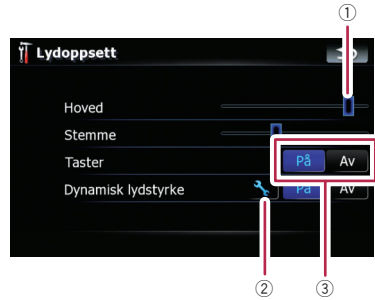 ①
Lydoppsett
Hoved
Stemme
Taster På Av
Dynamisk lydstyrke På Av
② ③